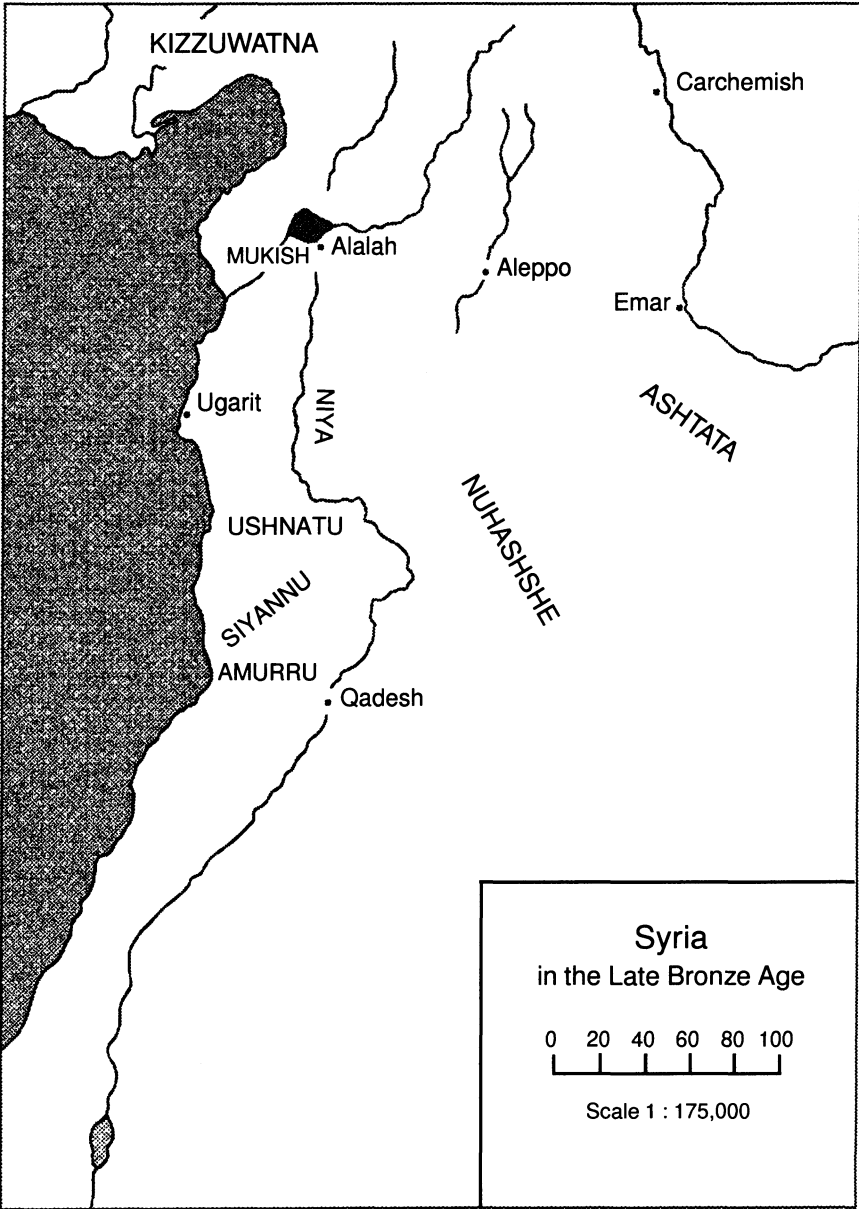 KIZZUWATNA
Carchemish
MUKISH
Alalah
Aleppo
Emar
Ugarit
NIYA
ASHTATA
NUHASHSHE
USHNATU
SIYANNU
AMURRU
Qadesh
Syria
in the Late Bronze Age
0 20 40 60 80 100
Scale 1 : 175,000